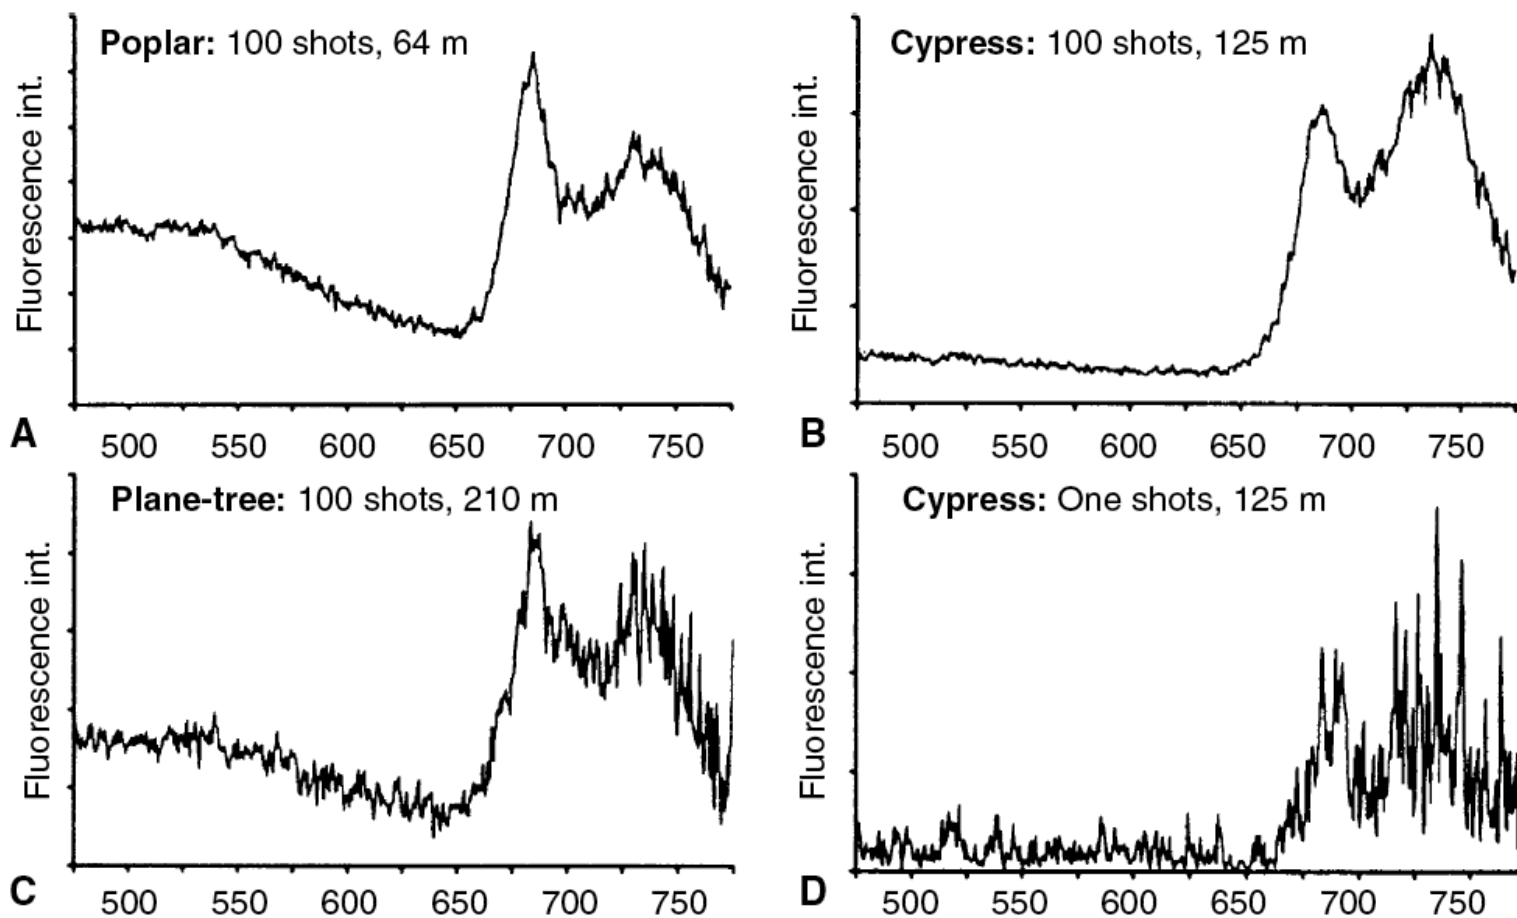 Poplar: 100 shots, 64 m
Fluorescence int.
A
500 550 600 650 700 750
Cypress: 100 shots, 125 m
Fluorescence int.
B
500 550 600 650 700 750
Plane-tree: 100 shots, 210 m
Fluorescence int.
C
500 550 600 650 700 750
Cypress: One shots, 125 m
Fluorescence int.
D
500 550 600 650 700 750